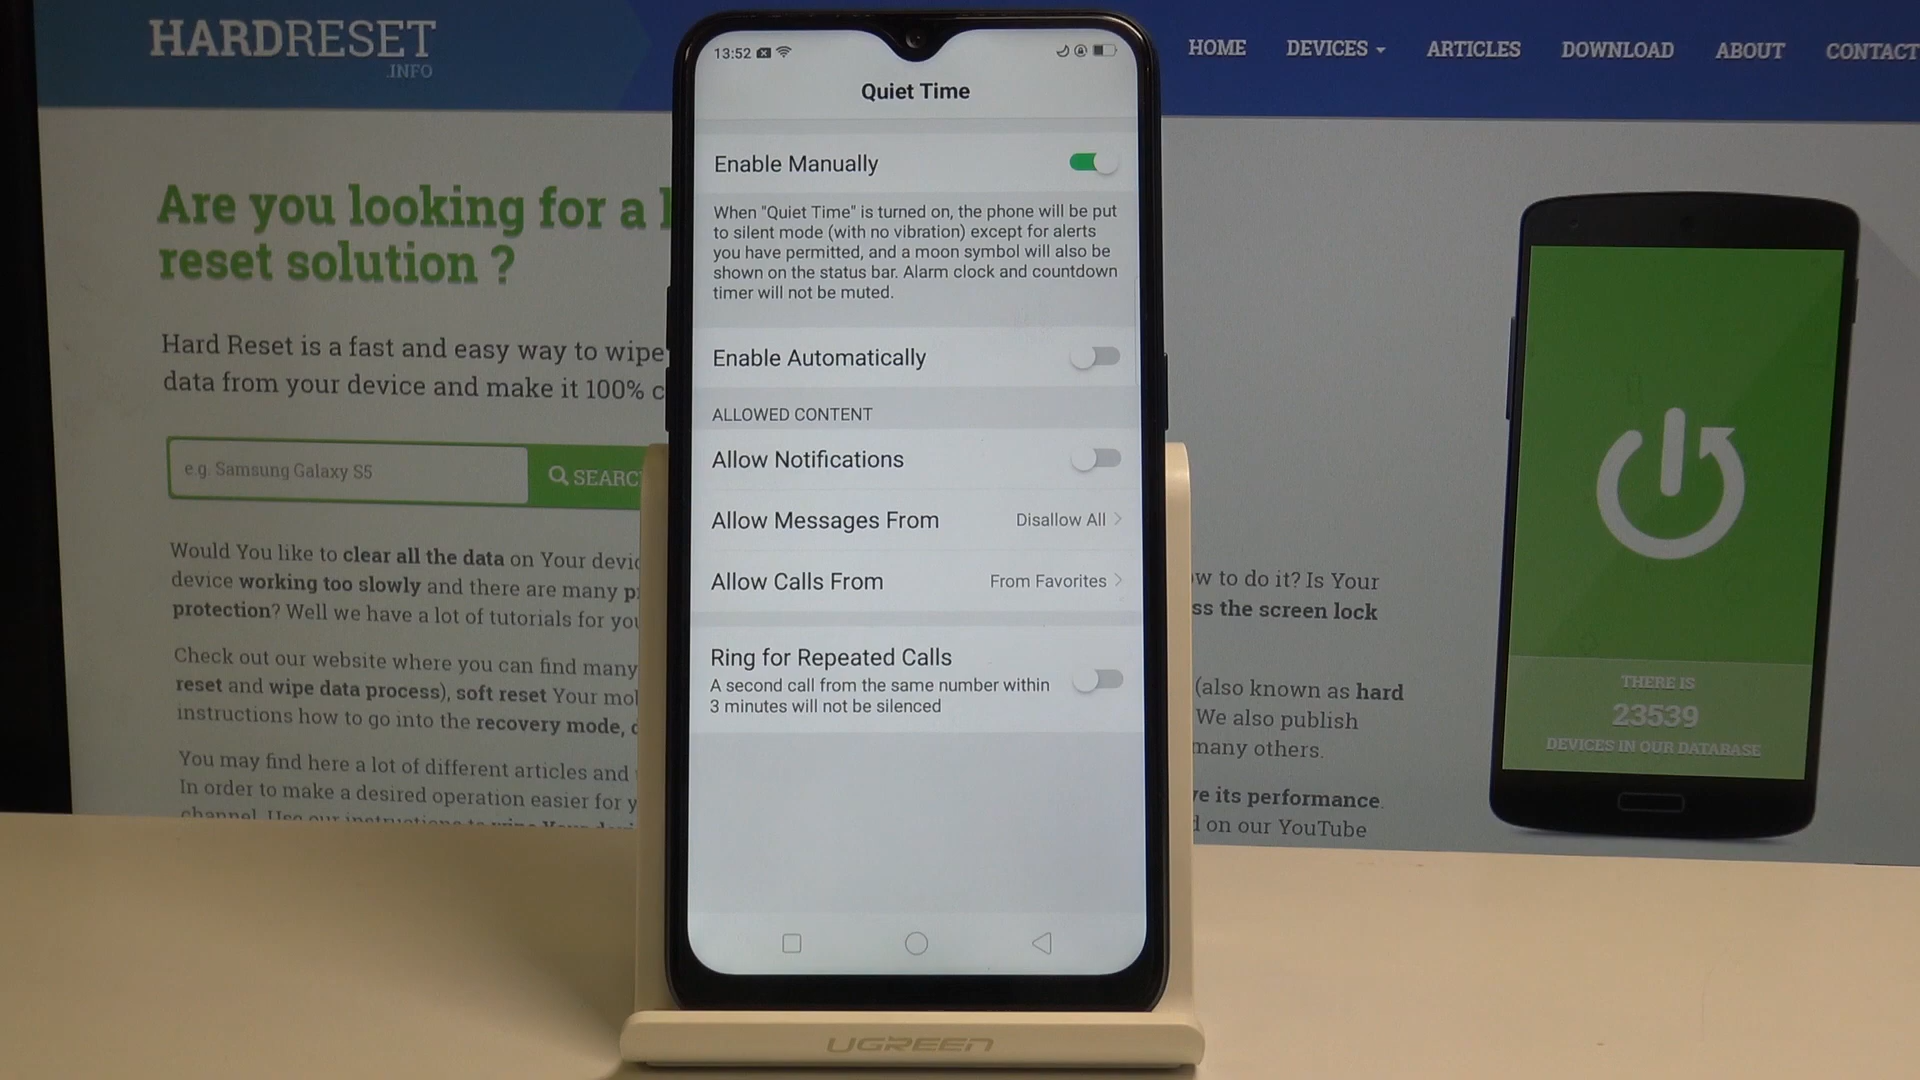 HARDRESET
.INFO
HOME DEVICES ARTICLES DOWNLOAD ABOUT CONTACT
Are you looking for a
reset solution ?
Hard Reset is a fast and easy way to wipe
data from your device and make it 100%
e.g. Samsung Galaxy S5
SEARC
Would You like to clear all the data on Your
device working too slowly and there are many
protection? Well we have a lot of tutorials for
Check out our website where you can find many
reset and wipe data process), soft reset Your
instructions how to go into the recovery mode,
You may find here a lot of different articles and
In order to make a desired operation easier for
channel. Use our instructions to wipe Your
13:52
Quiet Time
Enable Manually
When "Quiet Time" is turned on, the phone will be put
to silent mode (with no vibration) except for alerts
you have permitted, and a moon symbol will also be
shown on the status bar. Alarm clock and countdown
timer will not be muted.
Enable Automatically
ALLOWED CONTENT
Allow Notifications
Allow Messages From Disallow All
Allow Calls From From Favorites
Ring for Repeated Calls
A second call from the same number within
3 minutes will not be silenced
to do it? Is Your
the screen lock
(also known as hard
We also publish
many others.
its performance.
on our YouTube
THERE IS
23539
DEVICES IN OUR DATABASE
UGREEN